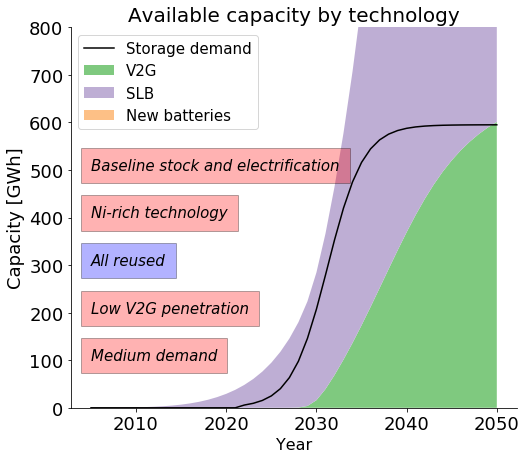 Available capacity by technology
800
700
600
500
400
300
200
100
0
Capacity [GWh]
Storage demand
V2G
SLB
New batteries
Baseline stock and electrification
Ni-rich technology
All reused
Low V2G penetration
Medium demand
2010
2020
2030
2040
2050
Year